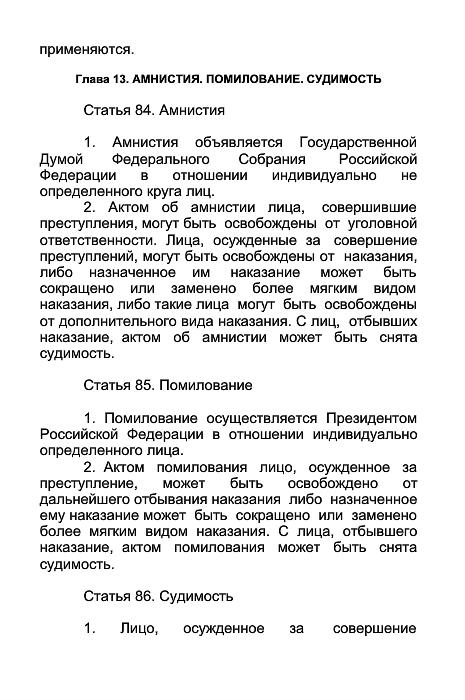 применяются.
Глава 13. АМНИСТИЯ. ПОМИЛОВАНИЕ. СУДИМОСТЬ
Статья 84. Амнистия
1. Амнистия объявляется Государственной
Думой Федерального Собрания Российской
Федерации в отношении индивидуально не
определенного круга лиц.
2. Актом об амнистии лица, совершившие
преступления, могут быть освобождены от уголовной
ответственности. Лица, осужденные за совершение
преступлений, могут быть освобождены от наказания,
либо назначенное им наказание может быть
сокращено или заменено более мягким видом
наказания, либо такие лица могут быть освобождены
от дополнительного вида наказания. С лиц, отбывших
наказание, актом об амнистии может быть снята
судимость.
Статья 85. Помилование
1. Помилование осуществляется Президентом
Российской Федерации в отношении индивидуально
определенного лица.
2. Актом помилования лицо, осужденное за
преступление, может быть освобождено от
дальнейшего отбывания наказания либо назначенное
ему наказание может быть сокращено или заменено
более мягким видом наказания. С лица, отбывшего
наказание, актом помилования может быть снята
судимость.
Статья 86. Судимость
1. Лицо, осужденное за совершение